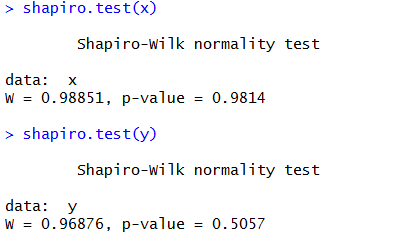 > shapiro.test(x)
Shapiro-Wilk normality test
data:  x
W = 0.98851, p-value = 0.9814
> shapiro.test(y)
Shapiro-Wilk normality test
data:  y
W = 0.96876, p-value = 0.5057